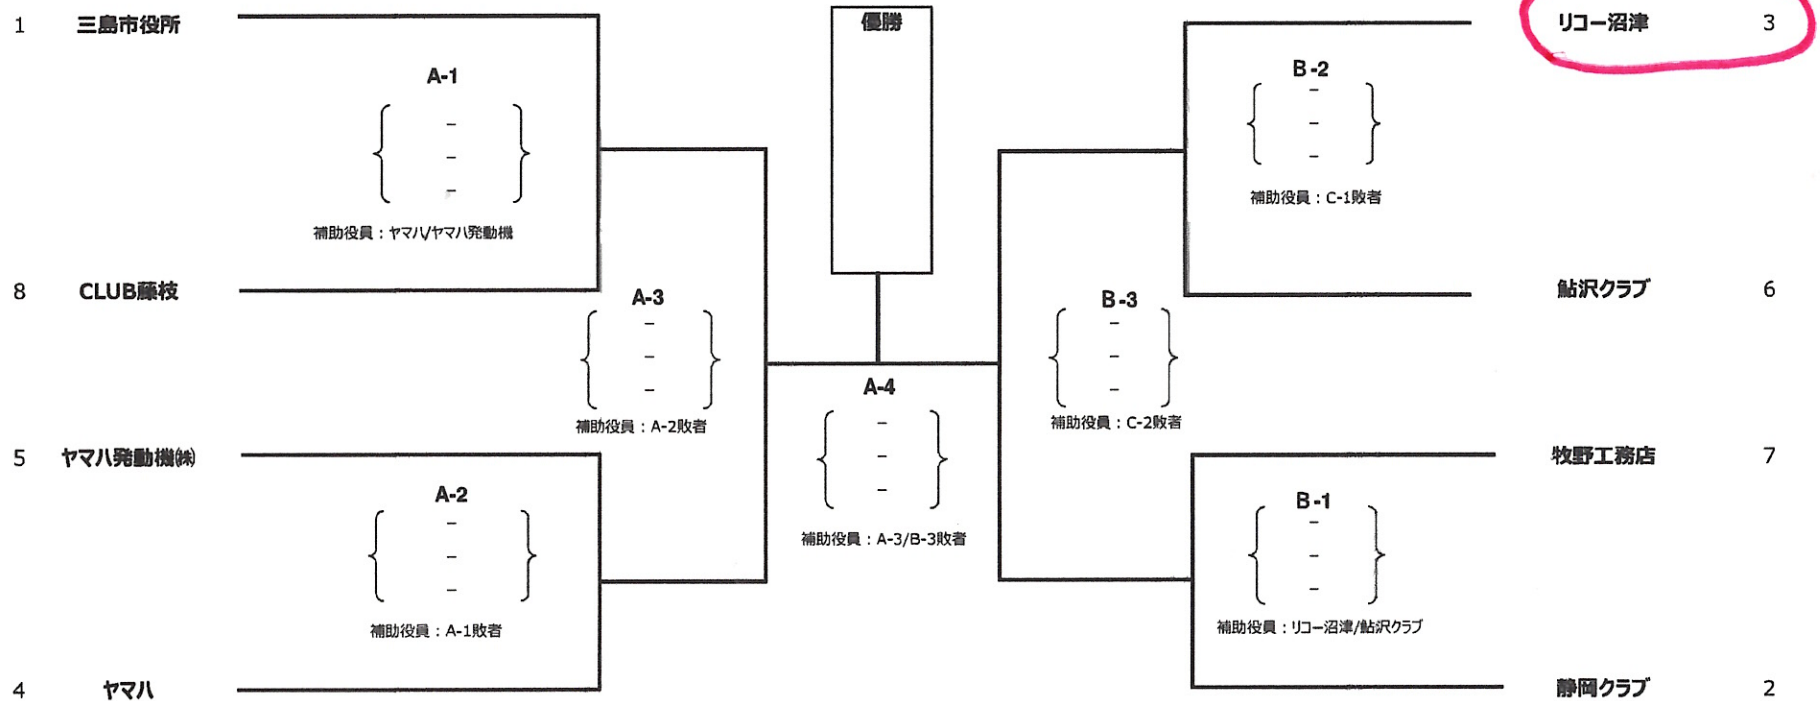 1 三島市役所
優勝
リコー沼津 3
A-1
-
-
-
補助役員：ヤマハ/ヤマハ発動機
B-2
-
-
-
補助役員：C-1敗者
8 CLUB藤枝
鮎沢クラブ 6
A-3
-
-
-
補助役員：A-2敗者
B-3
-
-
-
補助役員：C-2敗者
A-4
-
-
-
補助役員：A-3/B-3敗者
5 ヤマハ発動機㈱
牧野工務店 7
A-2
-
-
-
補助役員：A-1敗者
B-1
-
-
-
補助役員：リコー沼津/鮎沢クラブ
4 ヤマハ
静岡クラブ 2